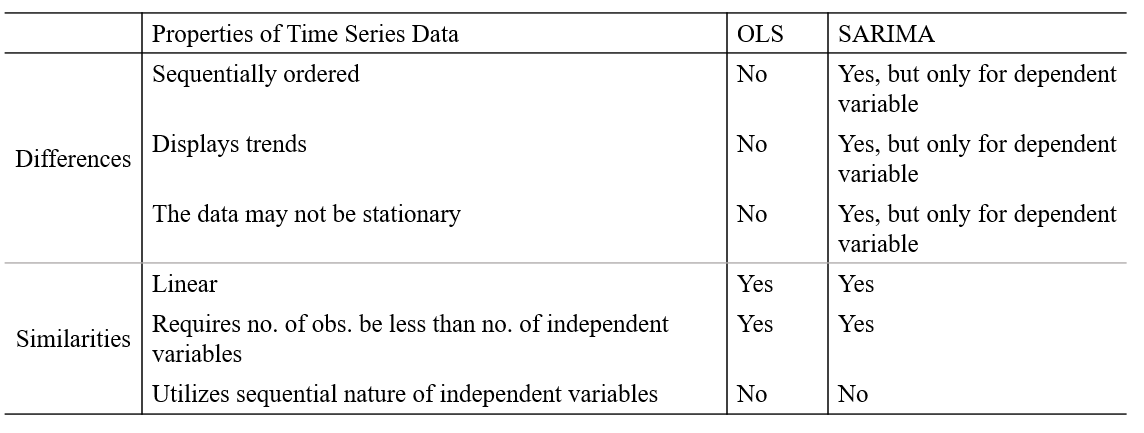 Properties of Time Series Data OLS SARIMA
Differences
Sequentially ordered No Yes, but only for dependent
variable
Displays trends No Yes, but only for dependent
variable
The data may not be stationary No Yes, but only for dependent
variable
Similarities
Linear Yes Yes
Requires no. of obs. be less than no. of independent Yes Yes
variables
Utilizes sequential nature of independent variables No No